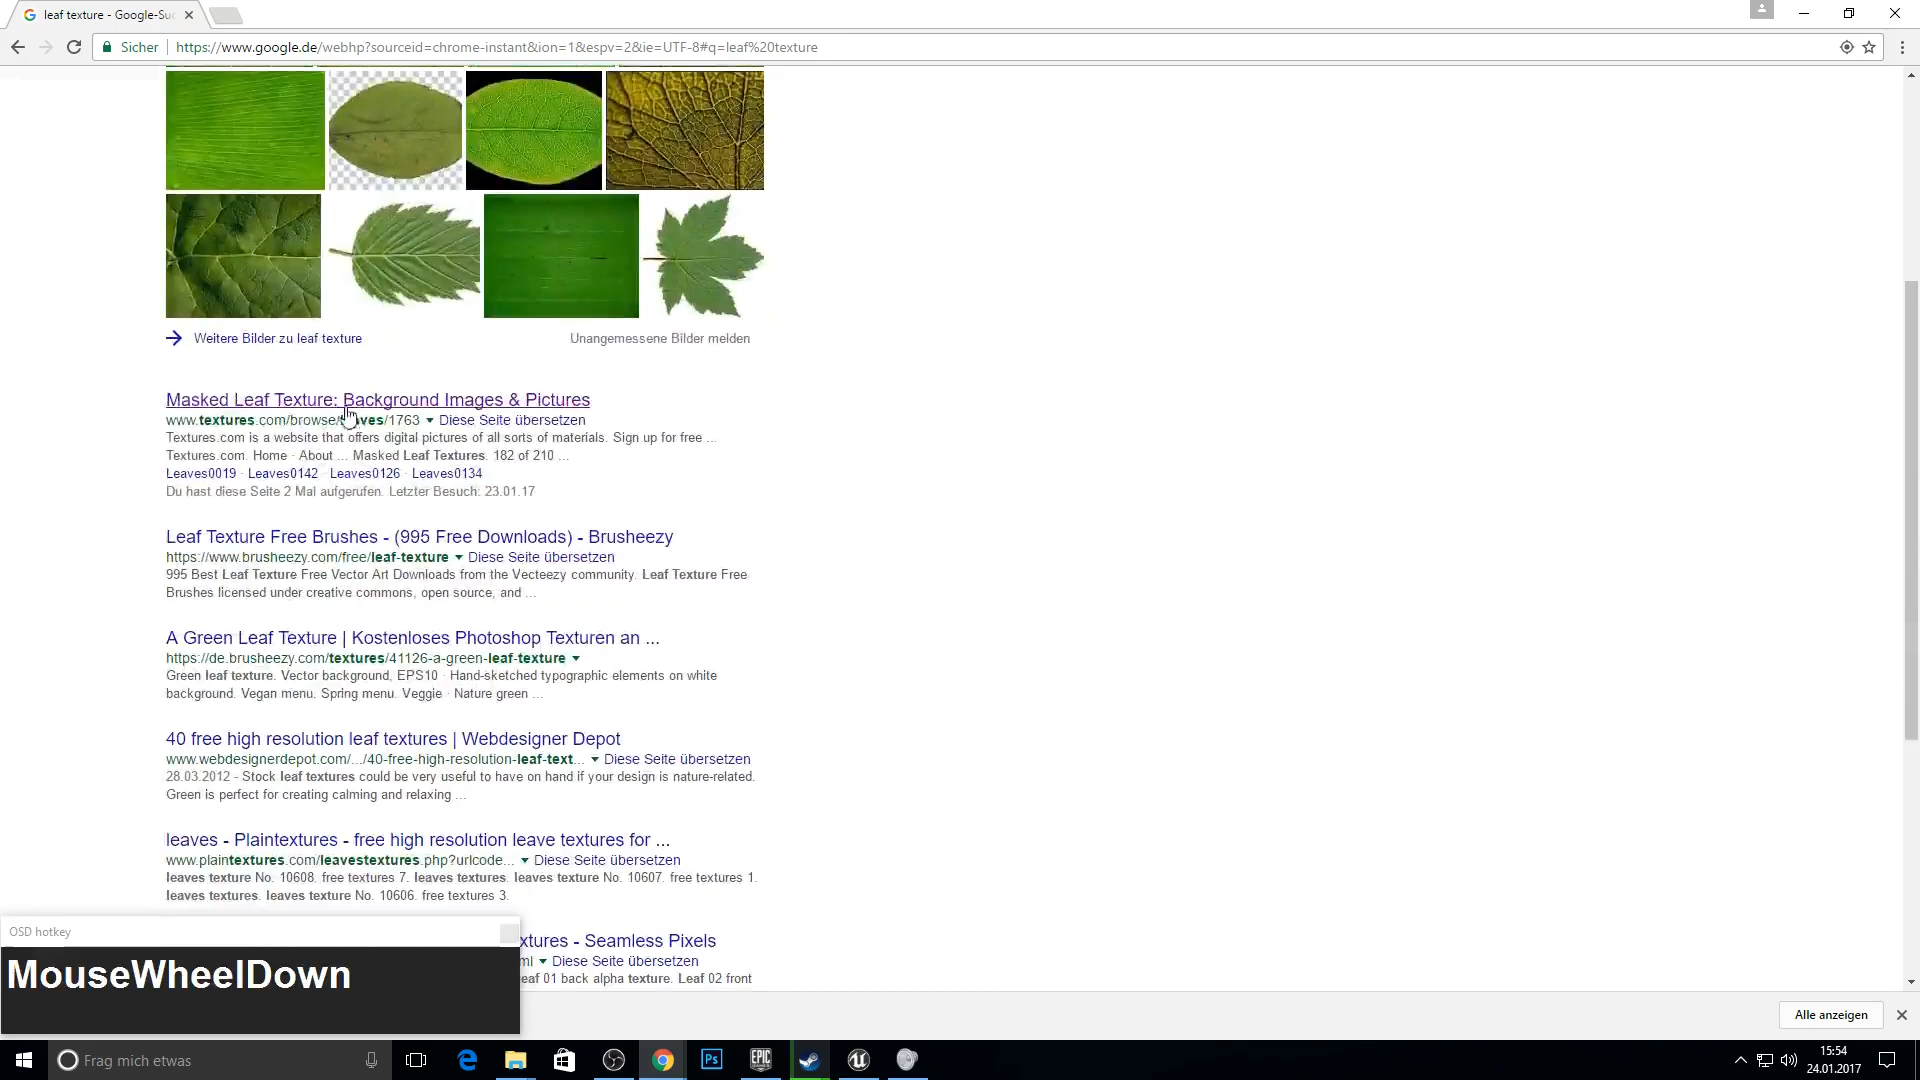 leaf texture - Google-Suc
Sicher https://www.google.de/webhp?sourceid=chrome-instant&ion=1&espv=2&ie=UTF-8#q=leaf%20texture
Weitere Bilder zu leaf texture Unangemessene Bilder melden
Masked Leaf Texture: Background Images & Pictures
www.textures.com/browse/ aves/1763 Diese Seite übersetzen
Textures.com is a website that offers digital pictures of all sorts of materials. Sign up for free ...
Textures.com. Home · About ... Masked Leaf Textures. 182 of 210 ...
Leaves0019 · Leaves0142 · Leaves0126 · Leaves0134
Du hast diese Seite 2 Mal aufgerufen. Letzter Besuch: 23.01.17
Leaf Texture Free Brushes - (995 Free Downloads) - Brusheezy
https://www.brusheezy.com/free/leaf-texture Diese Seite übersetzen
995 Best Leaf Texture Free Vector Art Downloads from the Vecteezy community. Leaf Texture Free
Brushes licensed under creative commons, open source, and ...
A Green Leaf Texture | Kostenloses Photoshop Texturen an ...
https://de.brusheezy.com/textures/41126-a-green-leaf-texture
Green leaf texture. Vector background, EPS10 · Hand-sketched typographic elements on white
background. Vegan menu. Spring menu. Veggie · Nature green ...
40 free high resolution leaf textures | Webdesigner Depot
www.webdesignerdepot.com/.../40-free-high-resolution-leaf-text... Diese Seite übersetzen
28.03.2012 - Stock leaf textures could be very useful to have on hand if your design is nature-related.
Green is perfect for creating calming and relaxing ...
leaves - Plaintextures - free high resolution leave textures for ...
www.plaintextures.com/leavestextures.php?urlcode... Diese Seite übersetzen
leaves texture No. 10608. free textures 7. leaves textures. leaves texture No. 10607. free textures 1.
leaves textures. leaves texture No. 10606. free textures 3.
xtures - Seamless Pixels
ml Diese Seite übersetzen
eaf 01 back alpha texture. Leaf 02 front
OSD hotkey
MouseWheelDown
Alle anzeigen
Frag mich etwas
Ps
EPIC
GAMES
15:54
24.01.2017